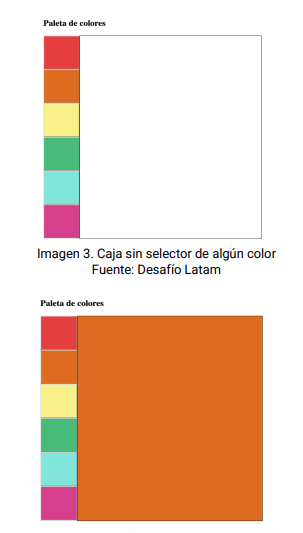 Paleta de colores
Imagen 3. Caja sin selector de algún color
Fuente: Desafío Latam
Paleta de colores